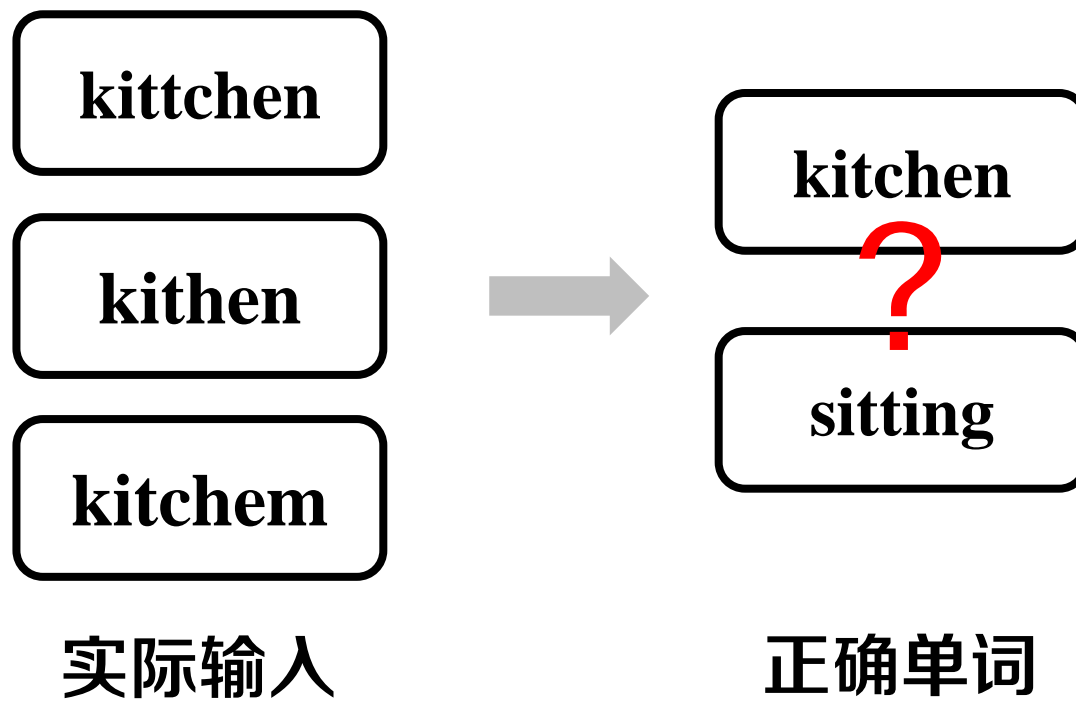 kittchen
kithen
kitchem
实际输入
kitchen
?
sitting
正确单词